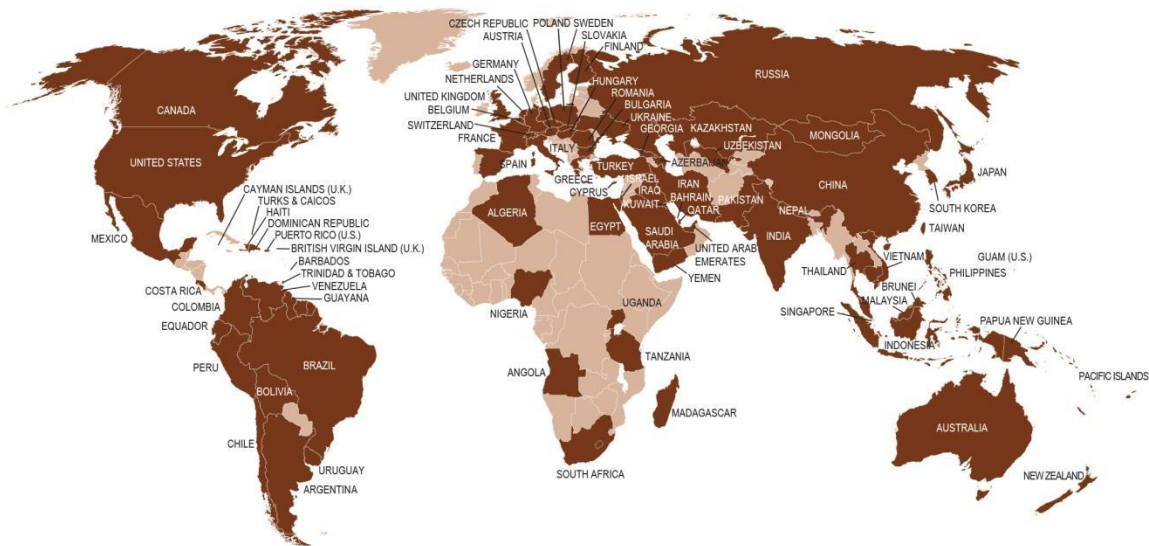 CZECH REPUBLIC
POLAND
SWEDEN
AUSTRIA
SLOVAKIA
FINLAND
GERMANY
NETHERLANDS
HUNGARY
UNITED KINGDOM
ROMANIA
BELGIUM
BULGARIA
UKRAINE
SWITZERLAND
GEORGIA
FRANCE
ITALY
SPAIN
GREECE
CYPRUS
TURKEY
AZERBAIJAN
KAZAKHSTAN
UZBEKISTAN
RUSSIA
MONGOLIA
CHINA
JAPAN
SOUTH KOREA
TAIWAN
CANADA
UNITED STATES
MEXICO
CAYMAN ISLANDS (U.K.)
TURKS & CAICOS
HAITI
DOMINICAN REPUBLIC
PUERTO RICO (U.S.)
BRITISH VIRGIN ISLAND (U.K.)
BARBADOS
TRINIDAD & TOBAGO
VENEZUELA
GUAYANA
COSTA RICA
COLOMBIA
EQUADOR
PERU
BRAZIL
BOLIVIA
CHILE
URUGUAY
ARGENTINA
ALGERIA
EGYPT
ISRAEL
IRAQ
KUWAIT
IRAN
BAHRAIN
QATAR
SAUDI
ARABIA
UNITED ARAB
EMIRATES
YEMEN
PAKISTAN
NEPAL
INDIA
NIGERIA
UGANDA
TANZANIA
ANGOLA
MADAGASCAR
SOUTH AFRICA
THAILAND
VIETNAM
GUAM (U.S.)
PHILIPPINES
BRUNEI
MALAYSIA
SINGAPORE
INDONESIA
PAPUA NEW GUINEA
PACIFIC ISLANDS
AUSTRALIA
NEW ZEALAND